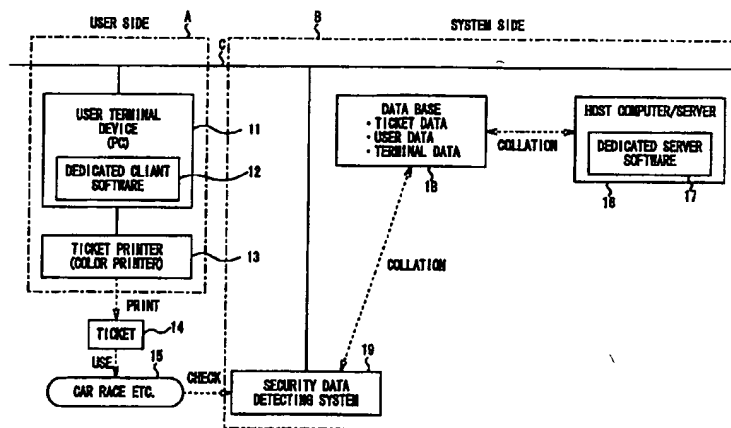 USER SIDE
A
B
SYSTEM SIDE
C
USER TERMINAL
DEVICE
(PC)
11
DEDICATED CLIANT
SOFTWARE
12
TICKET PRINTER
(COLOR PRINTER)
13
PRINT
TICKET
14
USE
15
CAR RACE ETC.
CHECK
DATA BASE
・TICKET DATA
・USER DATA
・TERMINAL DATA
18
COLLATION
HOST COMPUTER/SERVER
DEDICATED SERVER
SOFTWARE
16
17
COLLATION
19
SECURITY DATA
DETECTING SYSTEM